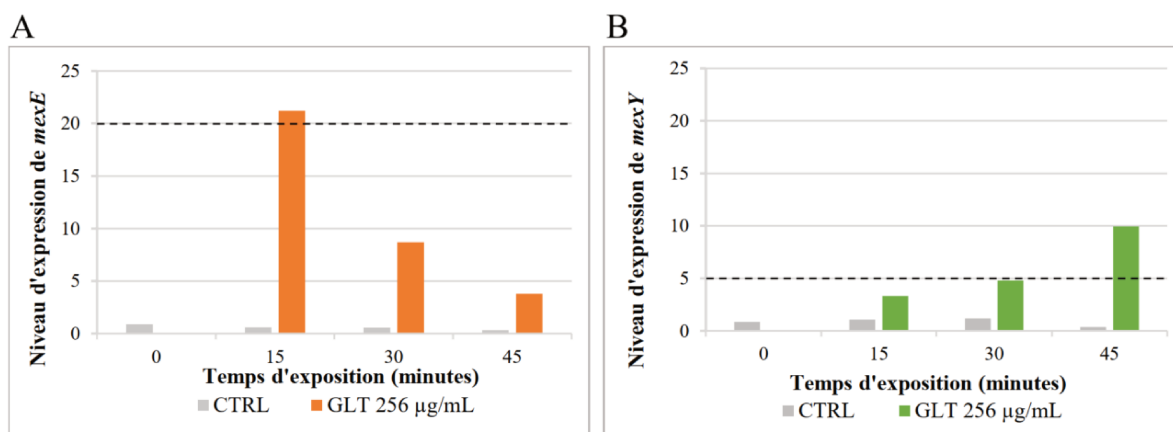 A
Niveau d'expression de mexE
25
20
15
10
5
0
0 15 30 45
Temps d'exposition (minutes)
CTRL GLT 256 µg/mL
B
Niveau d'expression de mexY
25
20
15
10
5
0
0 15 30 45
Temps d'exposition (minutes)
CTRL GLT 256 µg/mL